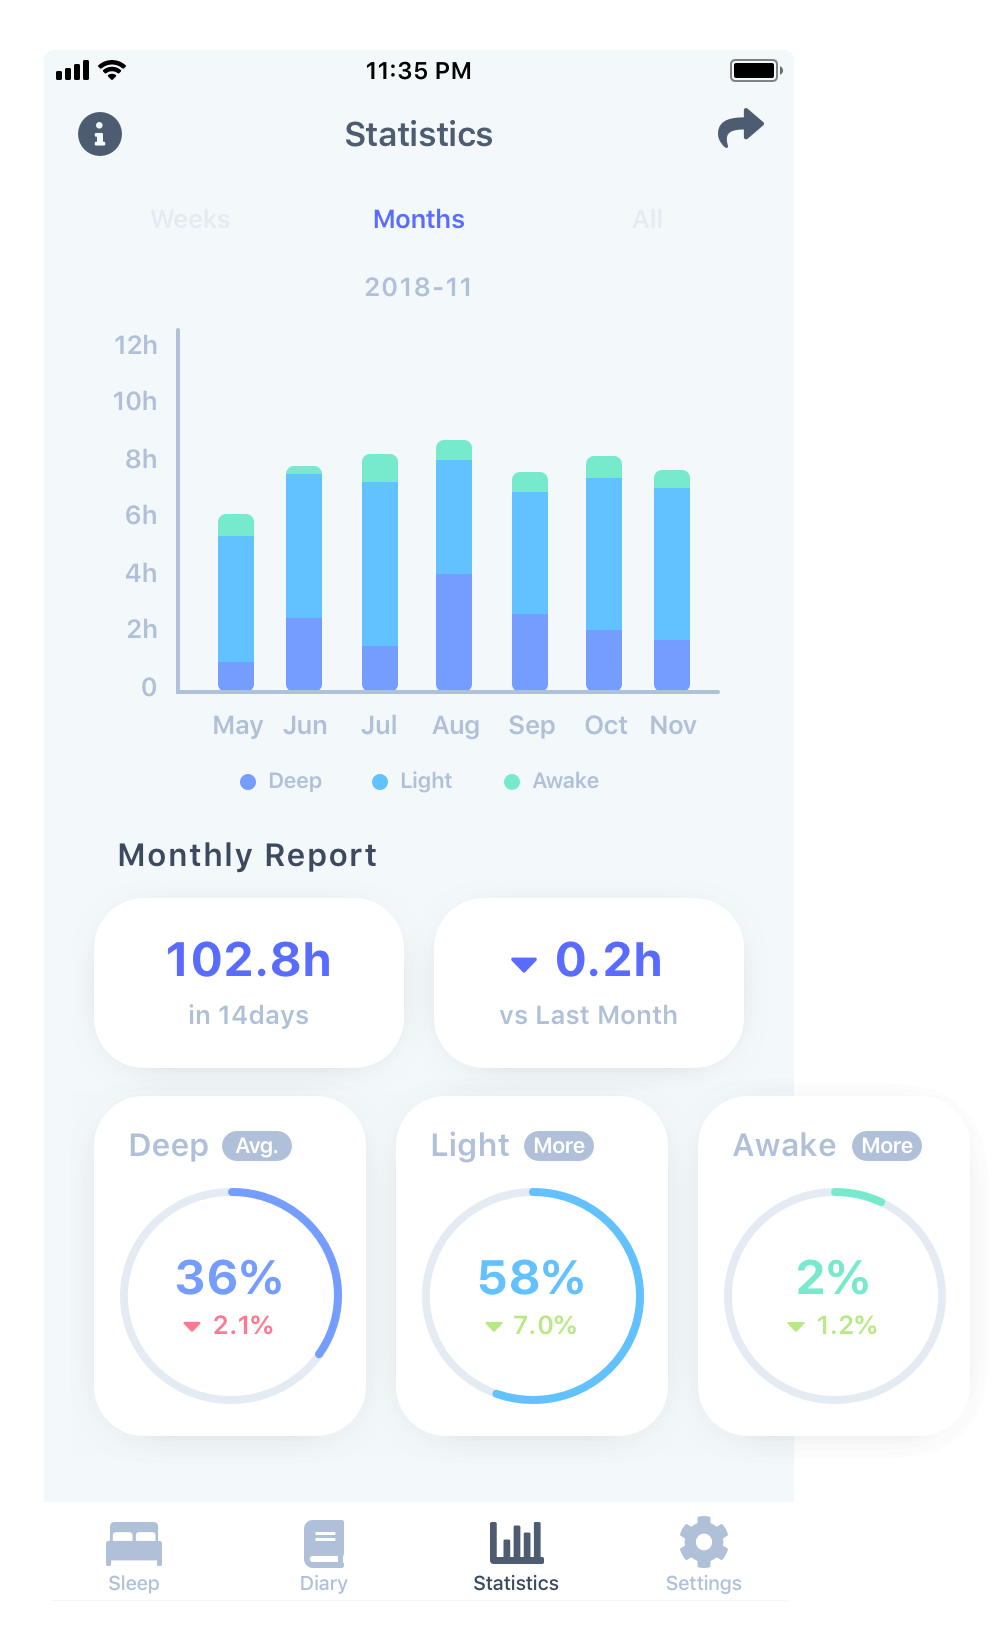 11:35 PM
Statistics
Weeks Months All
2018-11
12h
10h
8h
6h
4h
2h
0
May Jun Jul Aug Sep Oct Nov
Deep Light Awake
Monthly Report
102.8h
in 14days
0.2h
vs Last Month
Deep Avg.
36%
2.1%
Light More
58%
7.0%
Awake More
2%
1.2%
Sleep Diary Statistics Settings